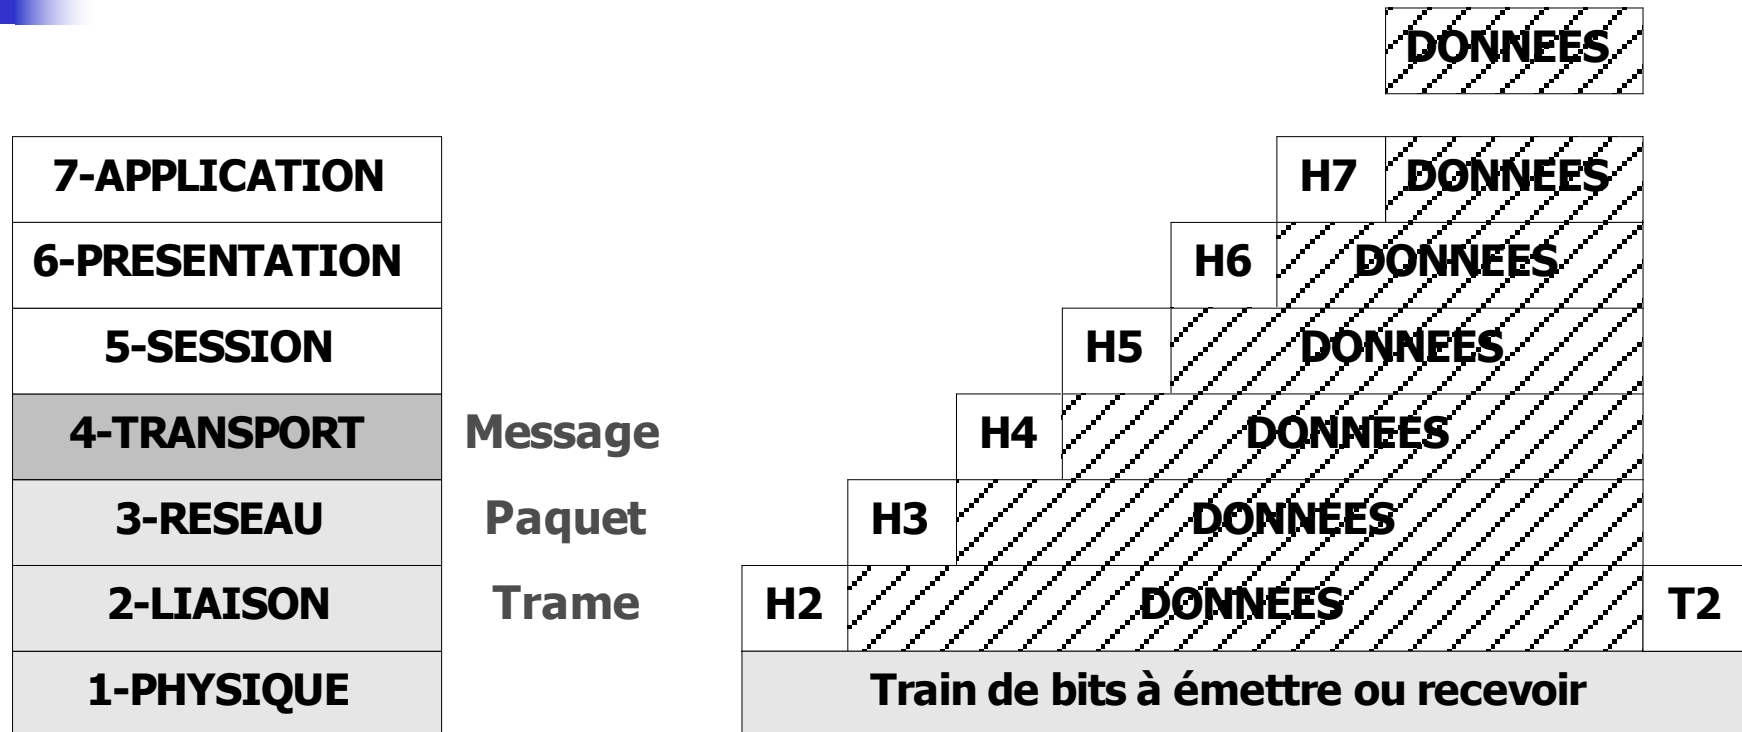 DONNEES
7-APPLICATION H7 DONNEES
6-PRESENTATION H6 DONNEES
5-SESSION H5 DONNEES
4-TRANSPORT Message H4 DONNEES
3-RESEAU Paquet H3 DONNEES
2-LIAISON Trame H2 DONNEES T2
1-PHYSIQUE Train de bits à émettre ou recevoir